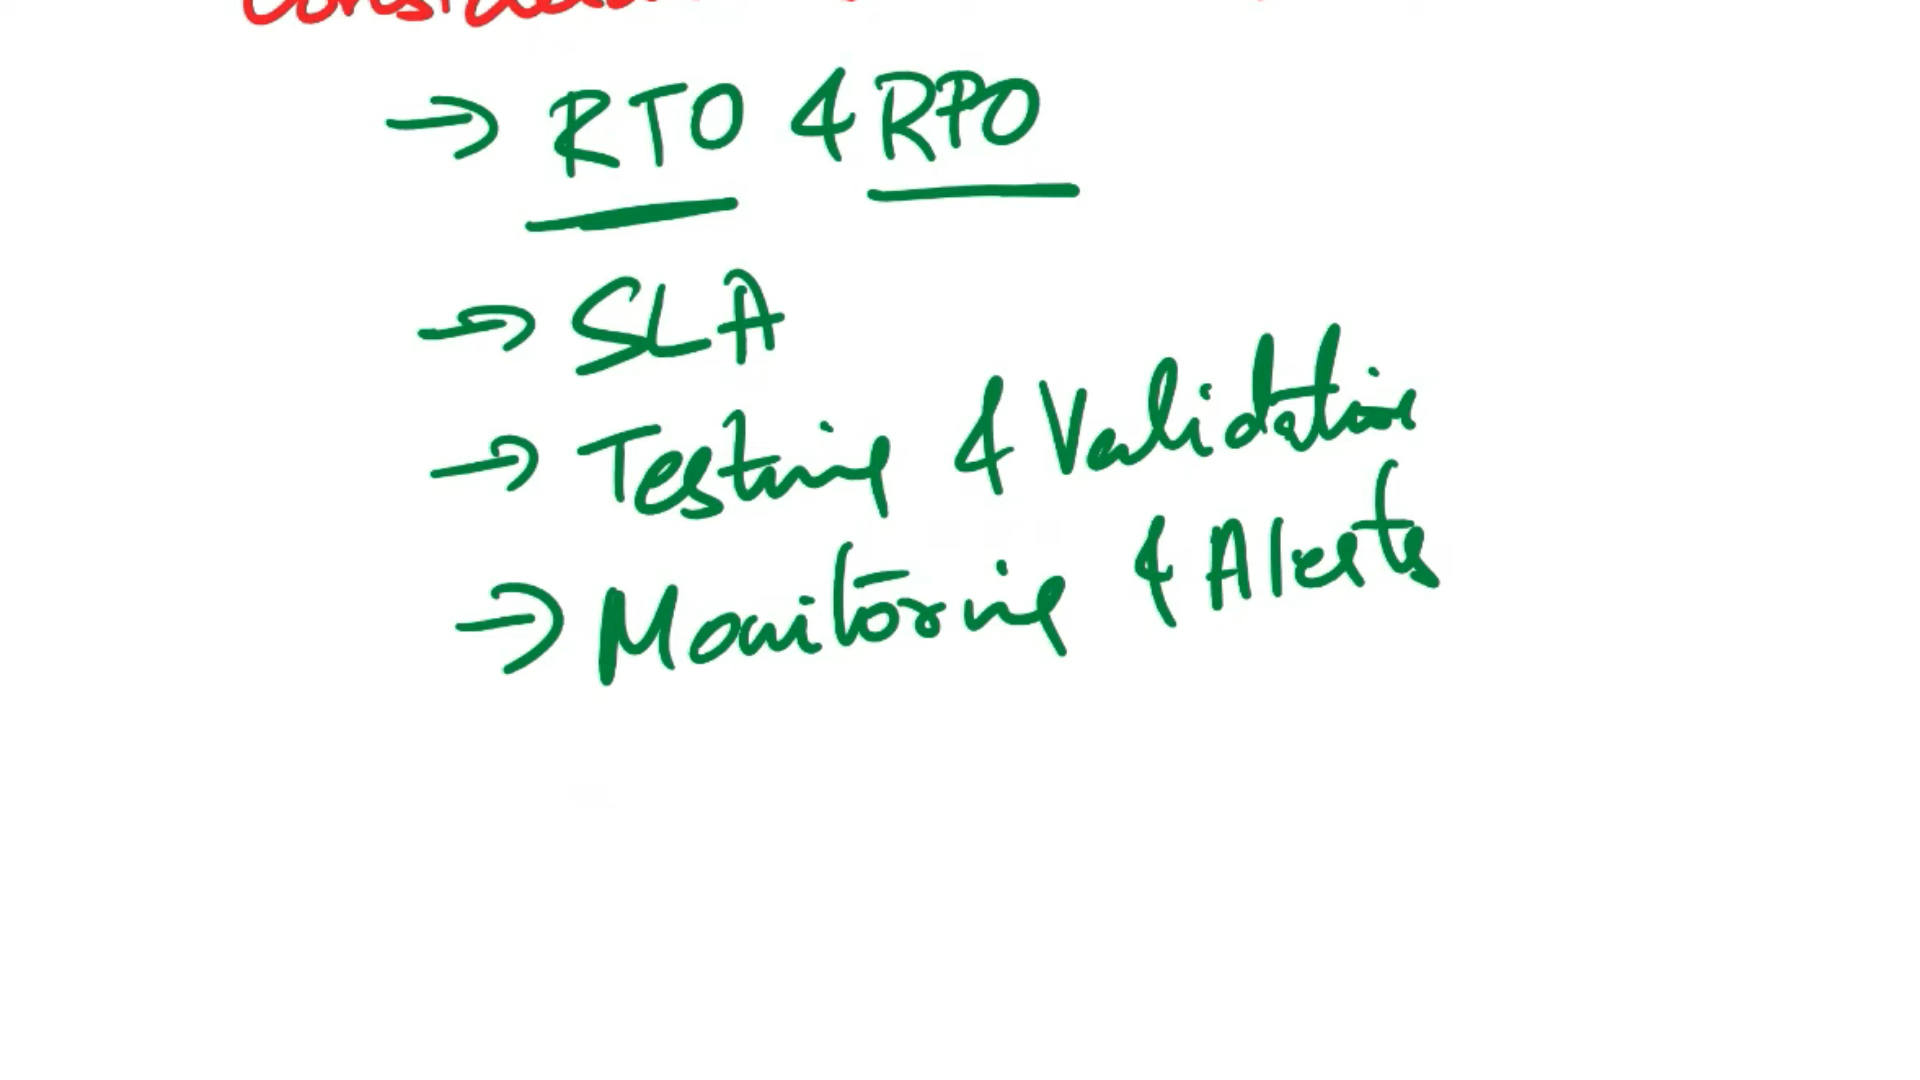 → RTO & RPO
→ SLA
→ Testing & Validation
→ Monitoring & Alerts